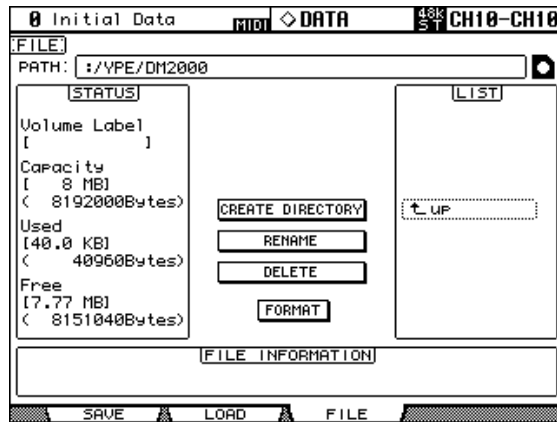 0 Initial Data MIDI ◇DATA 48K ST CH10-CH10
FILE
PATH: :/YPE/DM2000
STATUS
LIST
Volume Label
[ ]
Capacity
[ 8 MB]
( 8192000Bytes)
Used
[40.0 KB]
( 40960Bytes)
Free
[7.77 MB]
( 8151040Bytes)
CREATE DIRECTORY
RENAME
DELETE
FORMAT
UP
FILE INFORMATION
SAVE LOAD FILE